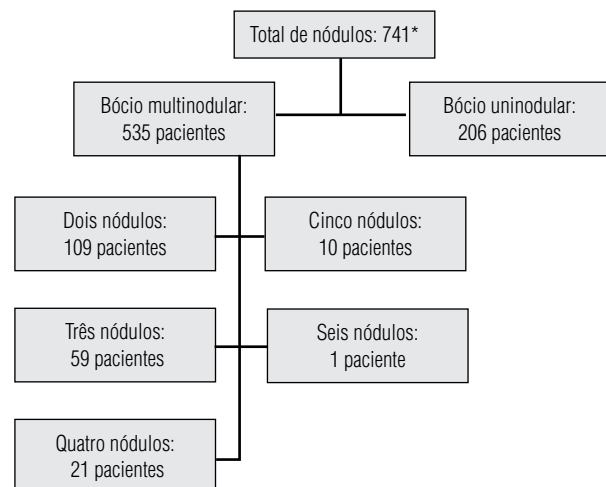 Total de nódulos: 741*
Bócio multinodular:
535 pacientes
Bócio uninodular:
206 pacientes
Dois nódulos:
109 pacientes
Cinco nódulos:
10 pacientes
Três nódulos:
59 pacientes
Seis nódulos:
1 paciente
Quatro nódulos:
21 pacientes